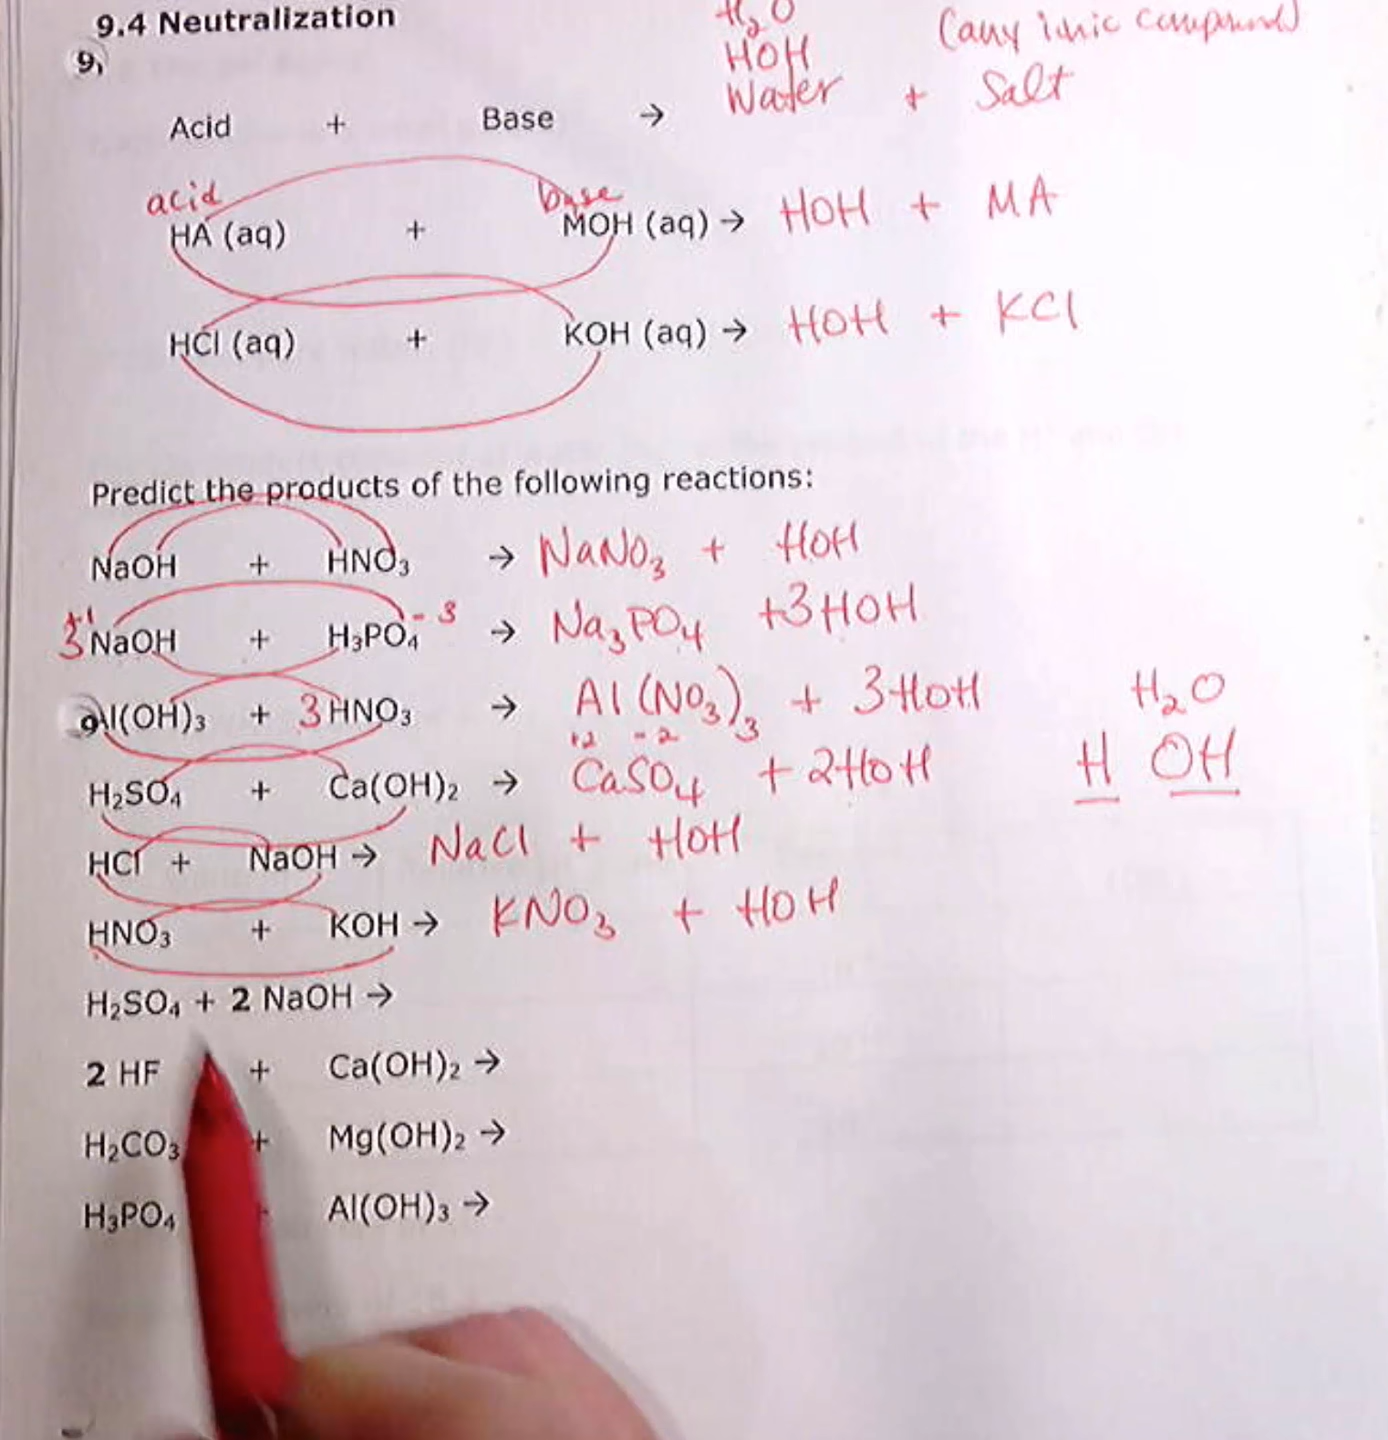 9.4 Neutralization
H₂O (any ionic compound)
9, HOH
Acid + Base → Water + Salt
acid base
HA (aq) + MOH (aq) → HOH + MA
HCl (aq) + KOH (aq) → HOH + KCl
Predict the products of the following reactions:
NaOH + HNO₃ → NaNO₃ + HOH
+1 -3
3 NaOH + H₃PO₄ → Na₃PO₄ + 3HOH
Al(OH)₃ + 3 HNO₃ → Al(NO₃)₃ + 3HOH H₂O
+2 -2
H₂SO₄ + Ca(OH)₂ → CaSO₄ + 2HOH H OH
HCl + NaOH → NaCl + HOH
HNO₃ + KOH → KNO₃ + HOH
H₂SO₄ + 2 NaOH →
2 HF + Ca(OH)₂ →
H₂CO₃ + Mg(OH)₂ →
H₃PO₄ + Al(OH)₃ →